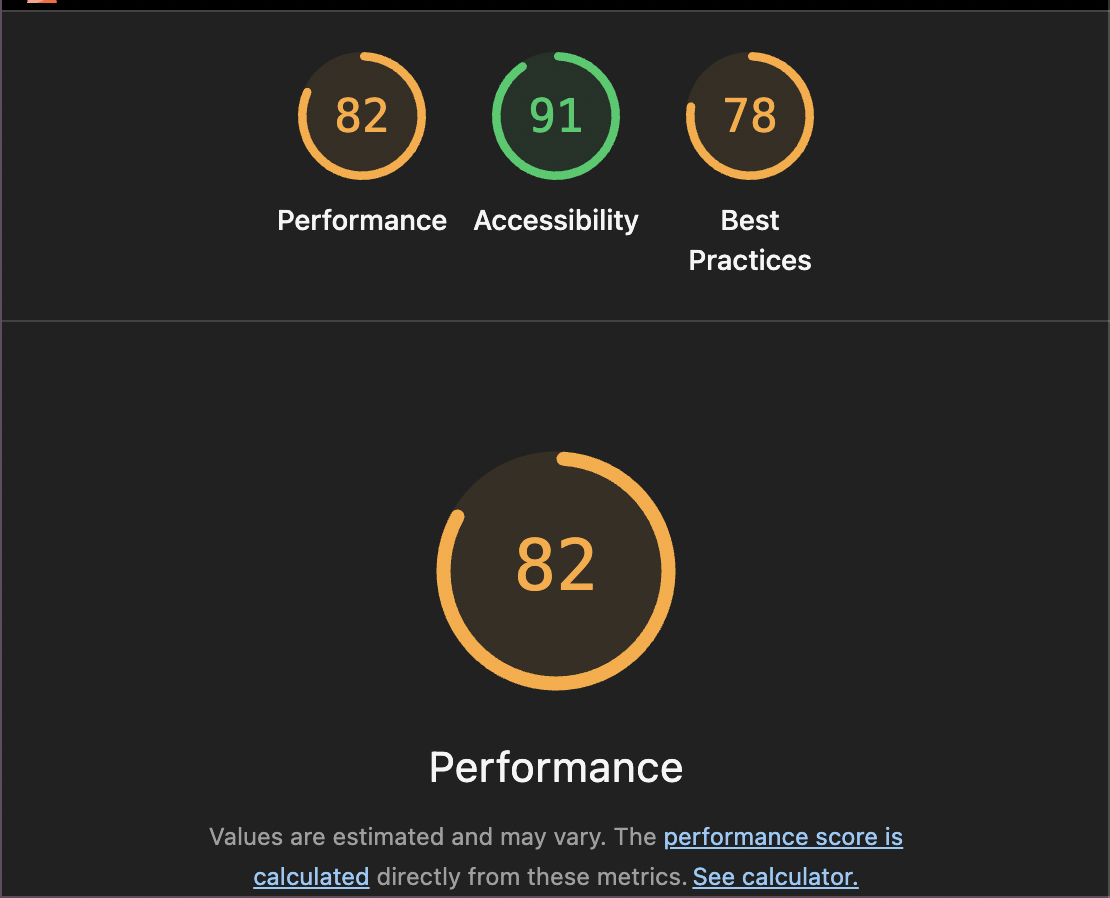 82
91
78
Performance
Accessibility
Best
Practices
82
Performance
Values are estimated and may vary. The performance score is
calculated directly from these metrics. See calculator.